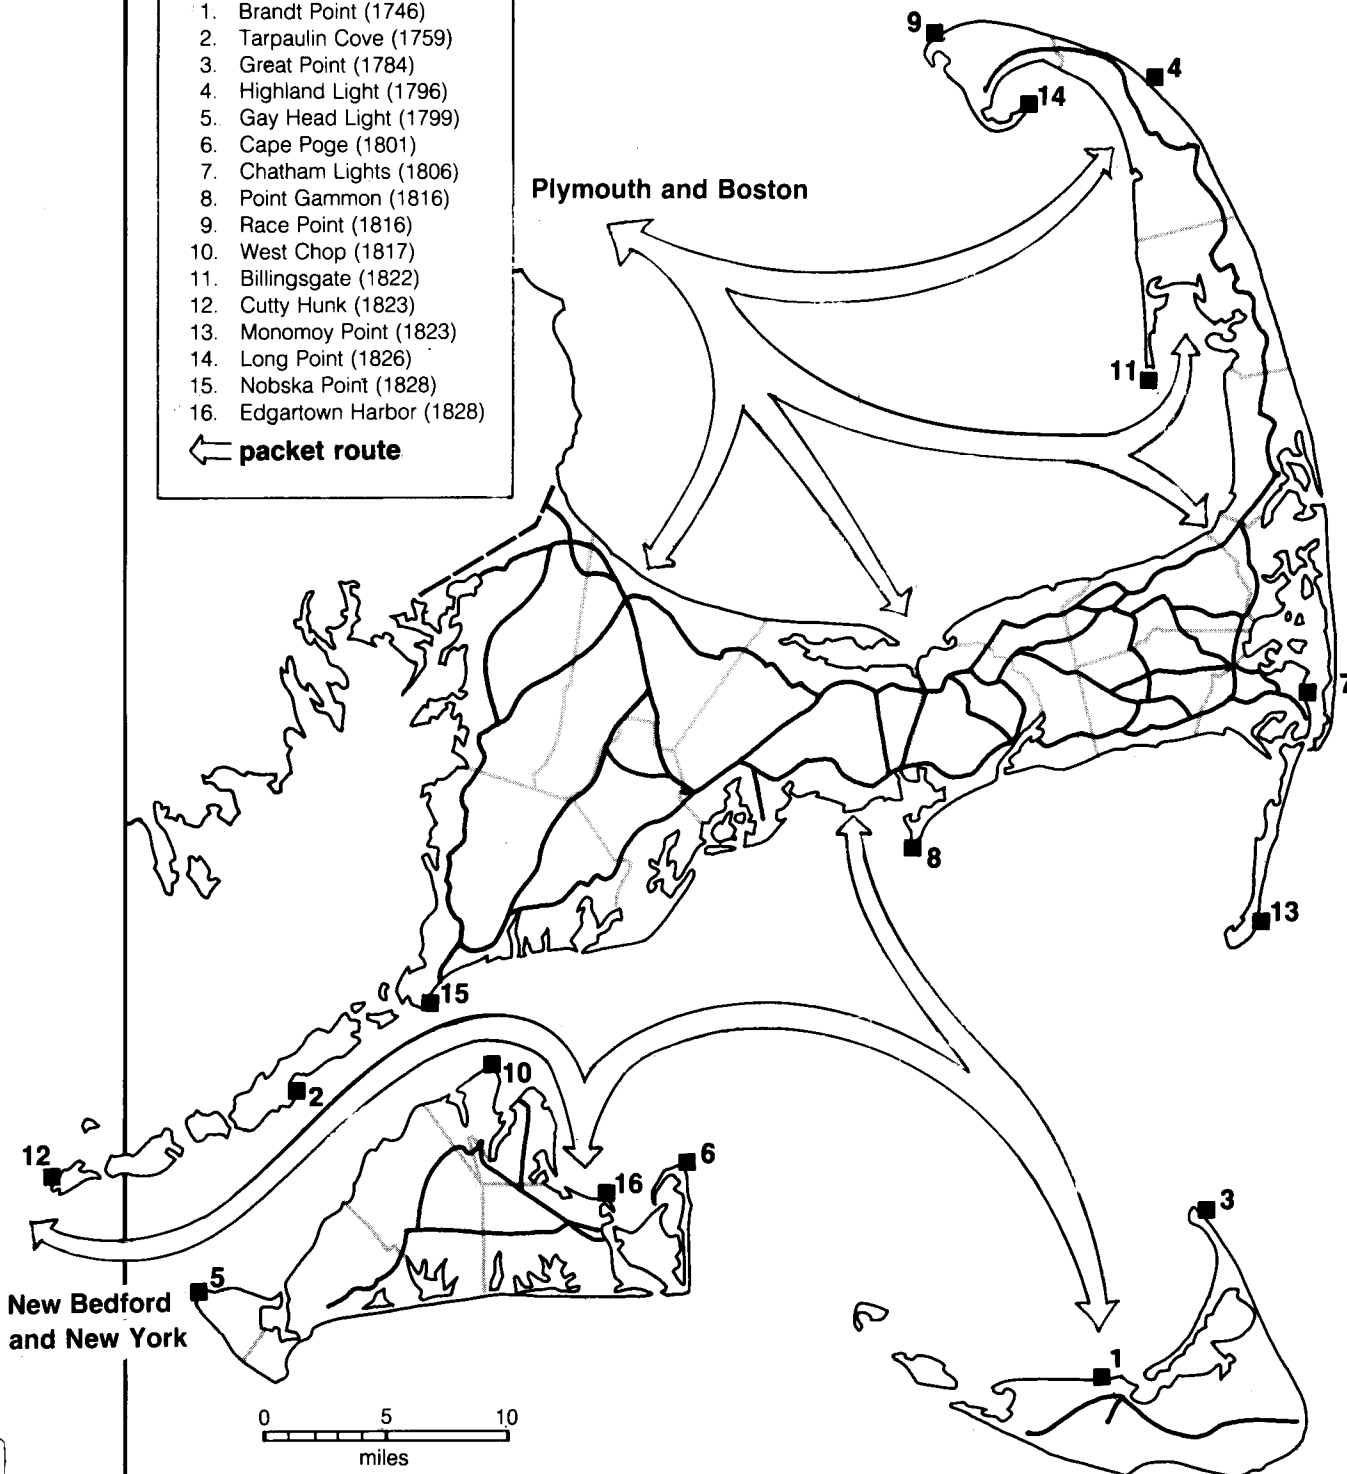 1. Brandt Point (1746)
2. Tarpaulin Cove (1759)
3. Great Point (1784)
4. Highland Light (1796)
5. Gay Head Light (1799)
6. Cape Poge (1801)
7. Chatham Lights (1806)
8. Point Gammon (1816)
9. Race Point (1816)
10. West Chop (1817)
11. Billingsgate (1822)
12. Cutty Hunk (1823)
13. Monomoy Point (1823)
14. Long Point (1826)
15. Nobska Point (1828)
16. Edgartown Harbor (1828)
packet route
9
4
14
Plymouth and Boston
11
7
8
13
15
10
2
12
6
16
3
5
New Bedford
and New York
1
0 5 10
miles